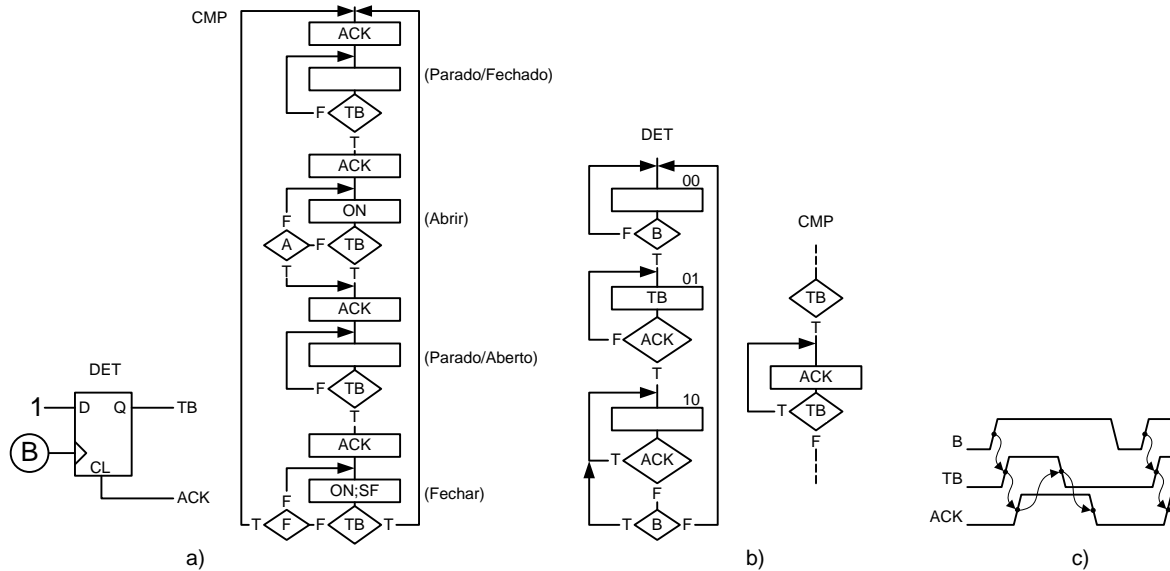 CMP
ACK
(Parado/Fechado)
F TB
T
ACK
ON
(Abrir)
F
A F TB
T T
ACK
(Parado/Aberto)
F TB
T
ACK
F
ON;SF
(Fechar)
T F F TB T
DET
1 D Q TB
B
CL
ACK
a)
DET
00
F B
T
01
TB
F ACK
T
10
T ACK
F
T B F
CMP
TB
T
ACK
T TB
F
b)
B
TB
ACK
c)